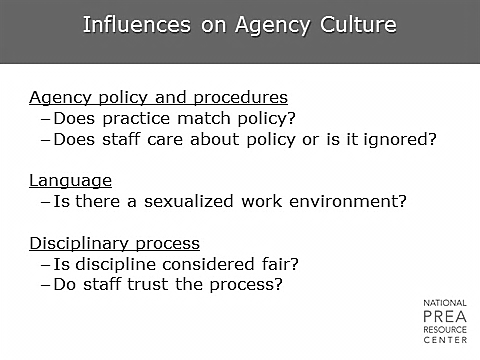 Influences on Agency Culture
Agency policy and procedures
–Does practice match policy?
–Does staff care about policy or is it ignored?
Language
–Is there a sexualized work environment?
Disciplinary process
–Is discipline considered fair?
–Do staff trust the process?
NATIONAL
PREA
RESOURCE
CENTER